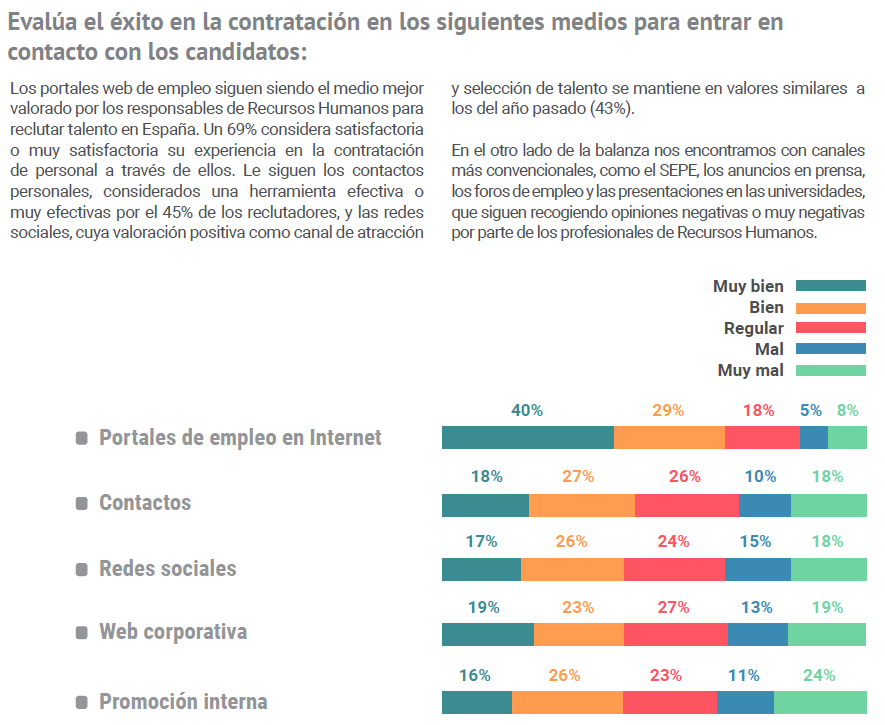 Evalúa el éxito en la contratación en los siguientes medios para entrar en
contacto con los candidatos:
Los portales web de empleo siguen siendo el medio mejor
valorado por los responsables de Recursos Humanos para
reclutar talento en España. Un 69% considera satisfactoria
o muy satisfactoria su experiencia en la contratación
de personal a través de ellos. Le siguen los contactos
personales, considerados una herramienta efectiva o
muy efectivas por el 45% de los reclutadores, y las redes
sociales, cuya valoración positiva como canal de atracción
y selección de talento se mantiene en valores similares a
los del año pasado (43%).
En el otro lado de la balanza nos encontramos con canales
más convencionales, como el SEPE, los anuncios en prensa,
los foros de empleo y las presentaciones en las universidades,
que siguen recogiendo opiniones negativas o muy negativas
por parte de los profesionales de Recursos Humanos.
Muy bien
Bien
Regular
Mal
Muy mal
40% 29% 18% 5% 8%
Portales de empleo en Internet
18% 27% 26% 10% 18%
Contactos
17% 26% 24% 15% 18%
Redes sociales
19% 23% 27% 13% 19%
Web corporativa
16% 26% 23% 11% 24%
Promoción interna